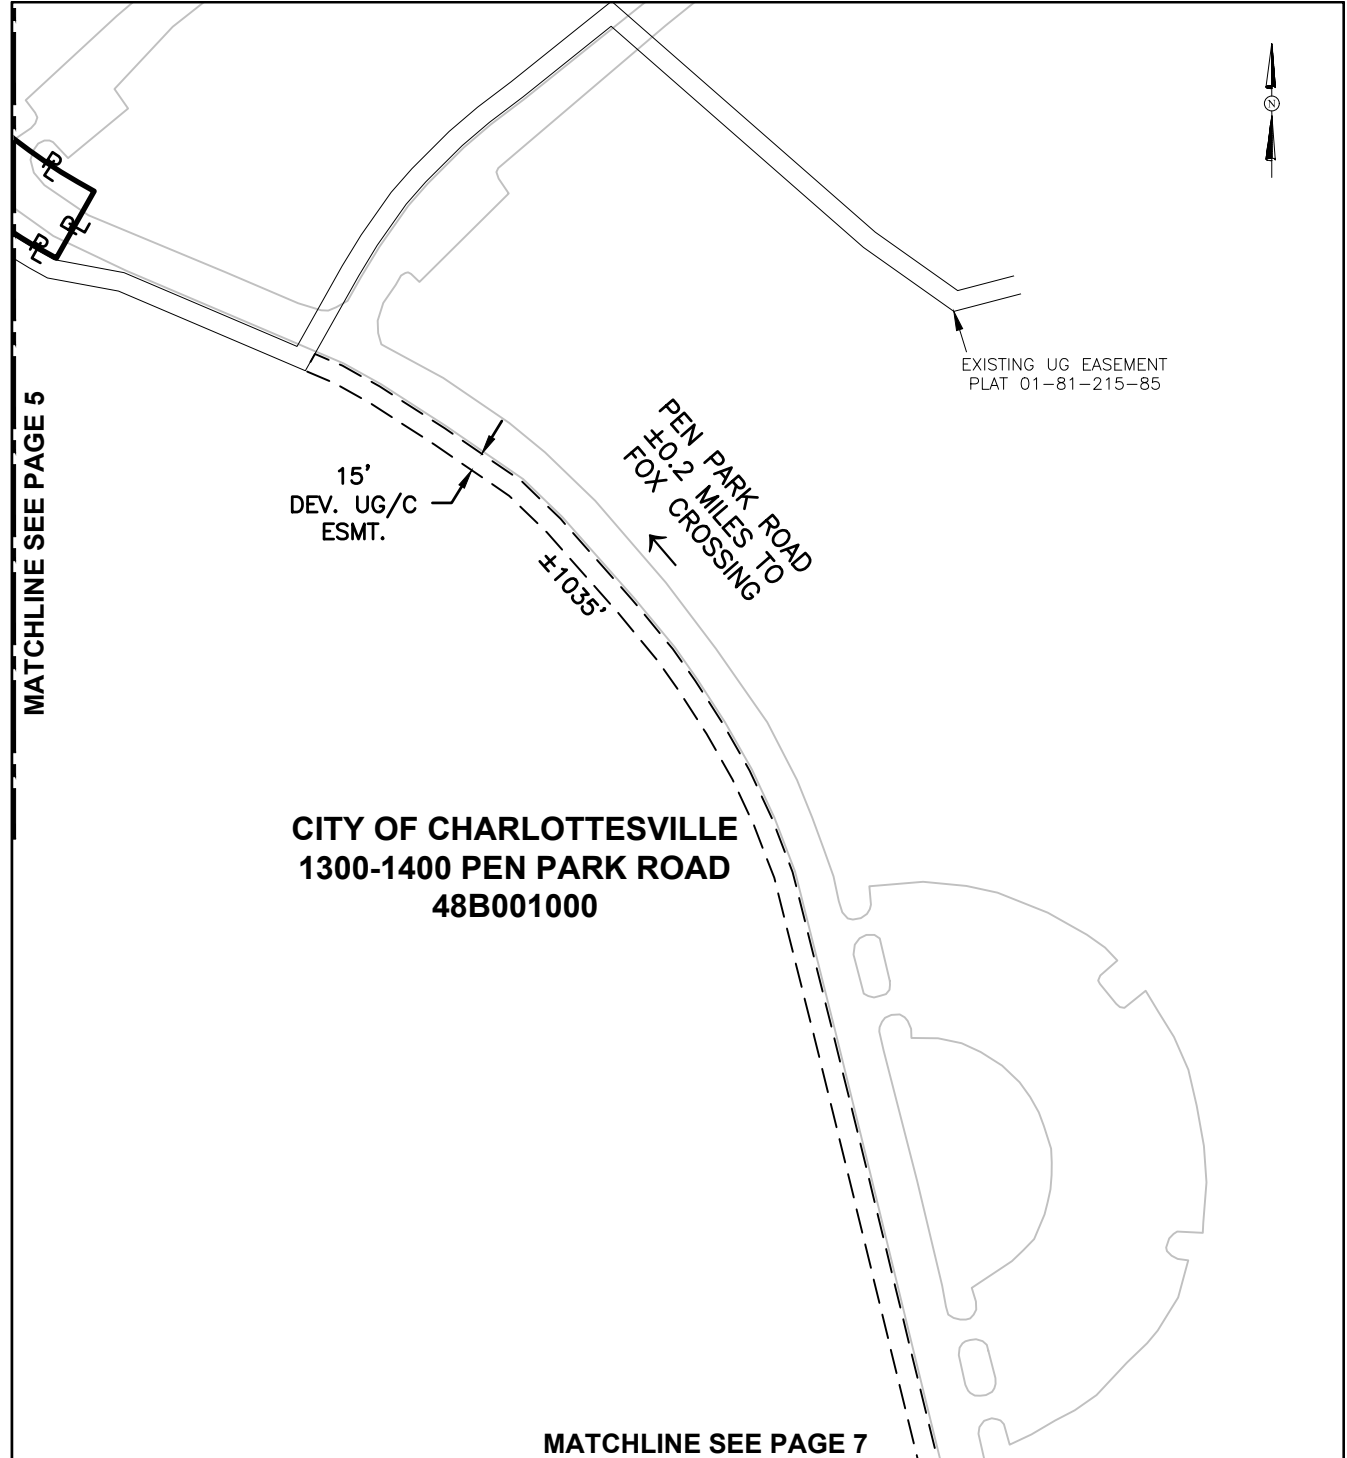 N
PL
PL
PL
EXISTING UG EASEMENT
PLAT 01-81-215-85
MATCHLINE SEE PAGE 5
PEN PARK ROAD
±0.2 MILES TO
FOX CROSSING
15'
DEV. UG/C
ESMT.
±1035'
CITY OF CHARLOTTESVILLE
1300-1400 PEN PARK ROAD
48B001000
MATCHLINE SEE PAGE 7